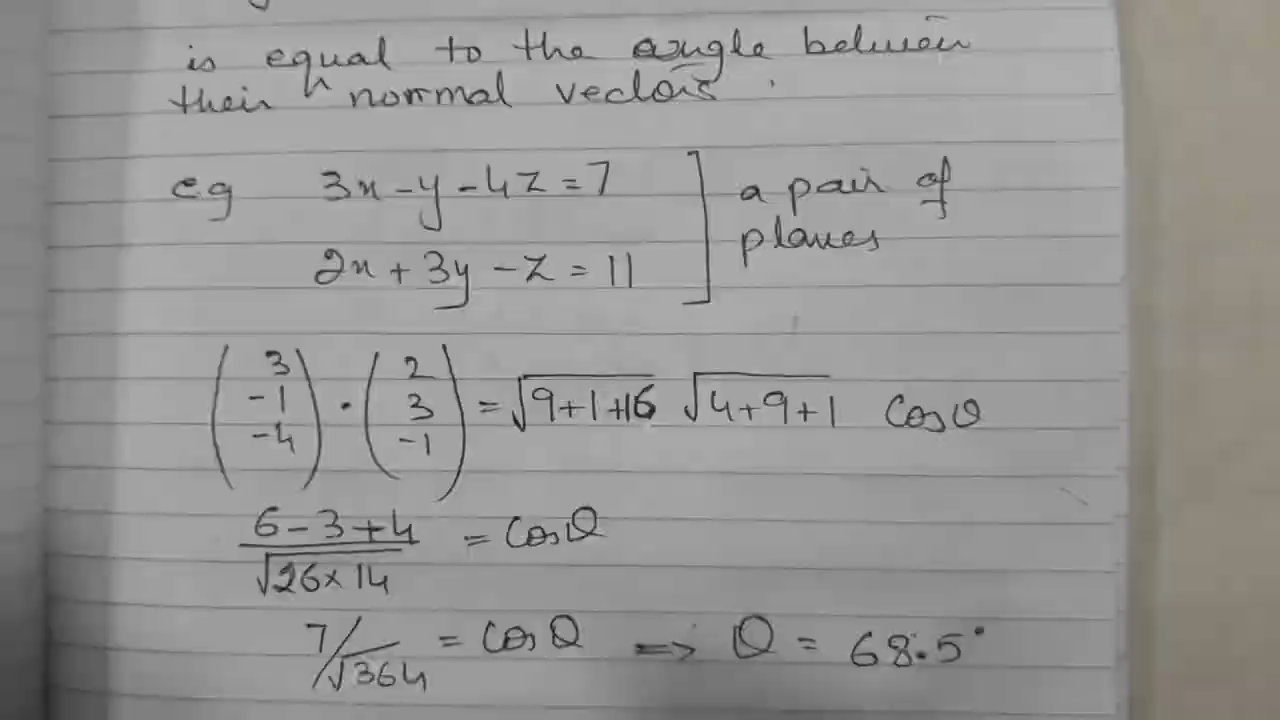 is equal to the angle between
their ^ normal vectors.
e.g 3x - y - 4z = 7 ] a pair of
2x + 3y - z = 11 planes
(3 -1 -4) · (2 3 -1) = √9+1+16 √4+9+1 cosθ
6-3+4 / √26×14 = cosθ
7/√364 = cosθ ⇒ θ = 68.5°